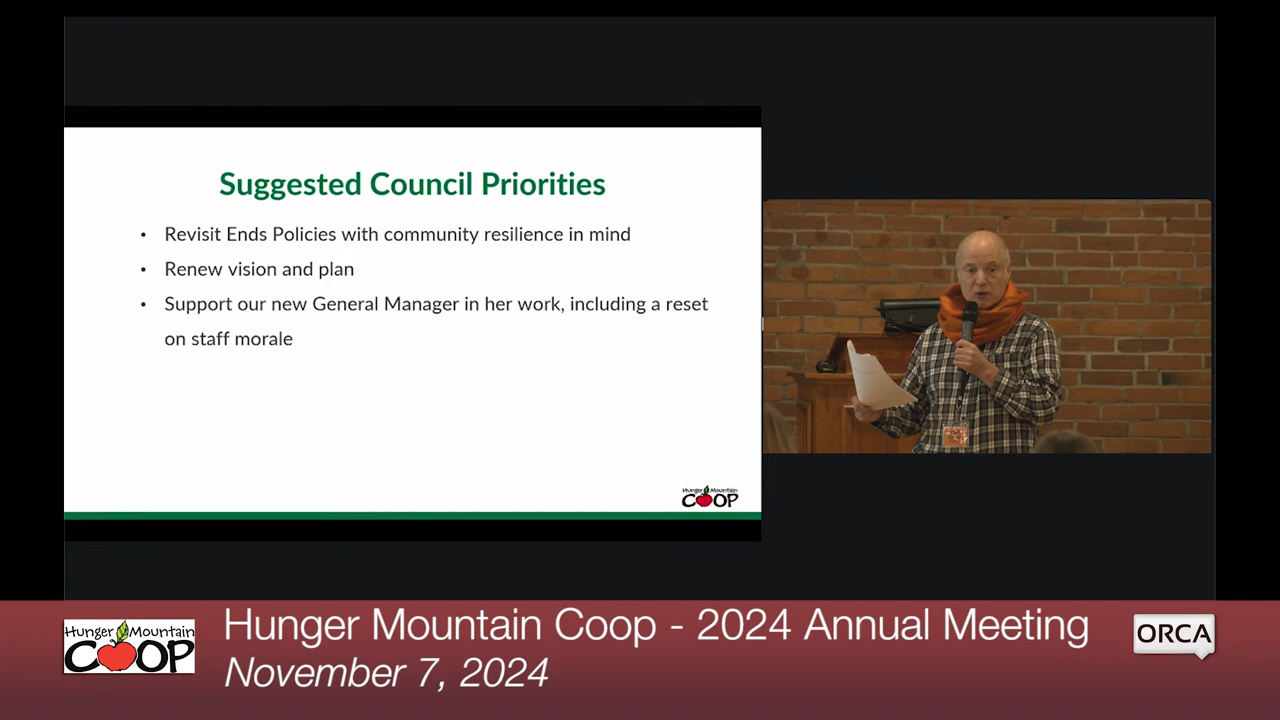 Suggested Council Priorities
• Revisit Ends Policies with community resilience in mind
• Renew vision and plan
• Support our new General Manager in her work, including a reset
on staff morale
Hunger Mountain
COOP
Hunger Mountain
COOP
Hunger Mountain Coop - 2024 Annual Meeting
November 7, 2024
ORCA